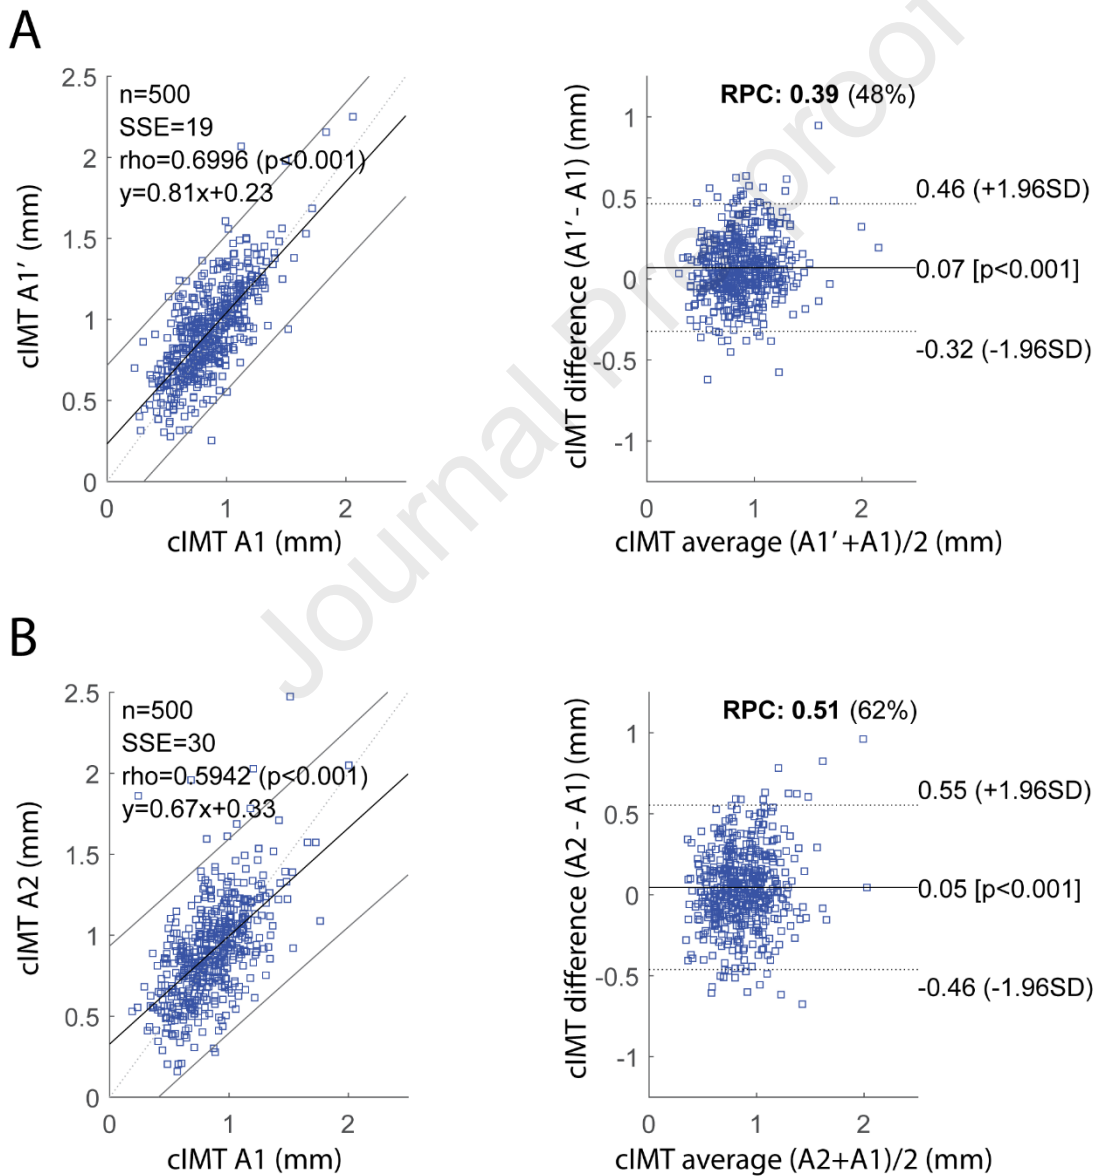 A
2.5
2
1.5
1
0.5
0
0
1
2
cIMT A1' (mm)
cIMT A1 (mm)
n=500
SSE=19
rho=0.6996 (p<0.001)
y=0.81x+0.23
RPC: 0.39 (48%)
1
0.5
0
-0.5
-1
0
1
2
cIMT difference (A1' - A1) (mm)
cIMT average (A1'+A1)/2 (mm)
0.46 (+1.96SD)
0.07 [p<0.001]
-0.32 (-1.96SD)
Journal Pre-proof
B
2.5
2
1.5
1
0.5
0
0
1
2
cIMT A2 (mm)
cIMT A1 (mm)
n=500
SSE=30
rho=0.5942 (p<0.001)
y=0.67x+0.33
RPC: 0.51 (62%)
1
0.5
0
-0.5
-1
0
1
2
cIMT difference (A2 - A1) (mm)
cIMT average (A2+A1)/2 (mm)
0.55 (+1.96SD)
0.05 [p<0.001]
-0.46 (-1.96SD)